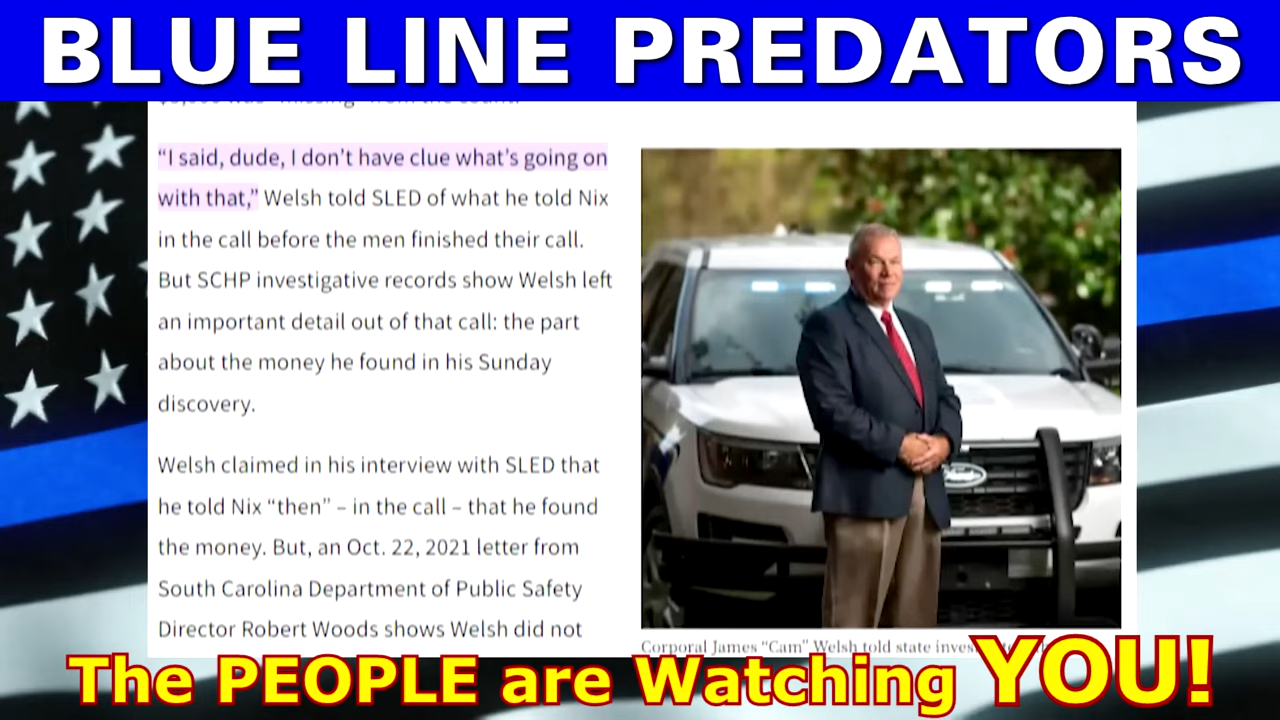 BLUE LINE PREDATORS
“I said, dude, I don’t have clue what’s going on
with that,” Welsh told SLED of what he told Nix
in the call before the men finished their call.
But SCHP investigative records show Welsh left
an important detail out of that call: the part
about the money he found in his Sunday
discovery.
Welsh claimed in his interview with SLED that
he told Nix “then” – in the call – that he found
the money. But, an Oct. 22, 2021 letter from
South Carolina Department of Public Safety
Director Robert Woods shows Welsh did not
Ford
Corporal James “Cam” Welsh told state
The PEOPLE are Watching YOU!